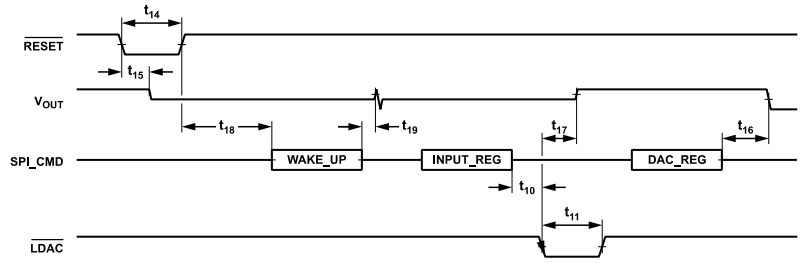 t14
RESET
t15
VOUT
t18
t19
t17
t16
SPI_CMD
WAKE_UP
INPUT_REG
DAC_REG
t10
t11
LDAC